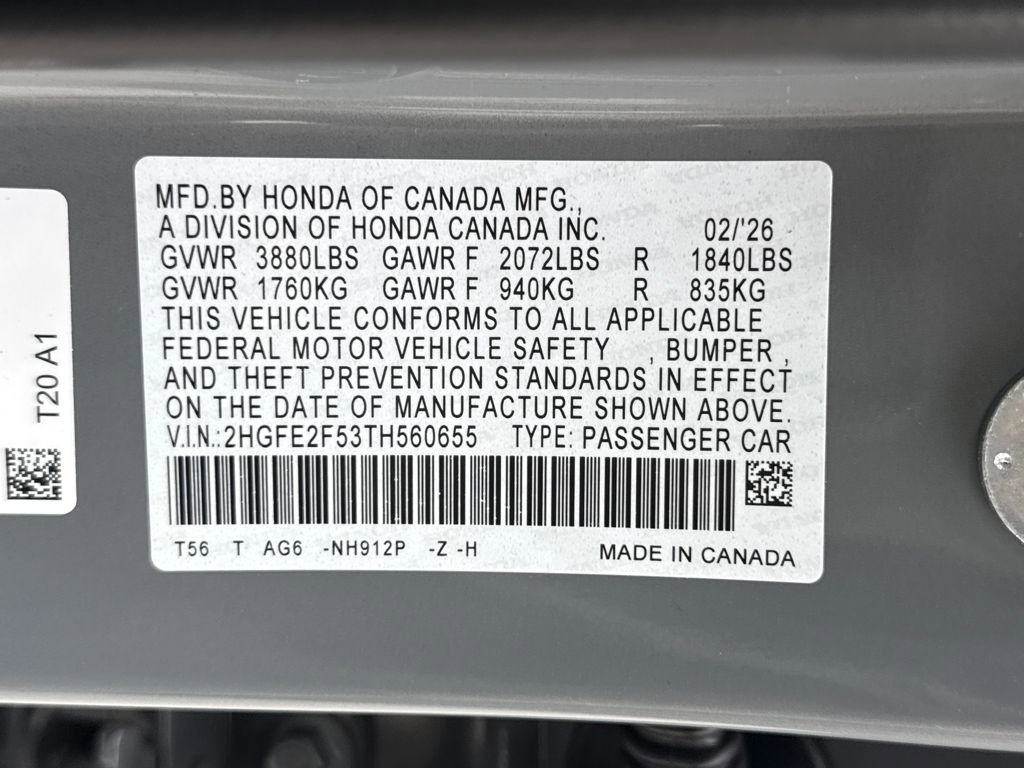 MFD.BY HONDA OF CANADA MFG.,
A DIVISION OF HONDA CANADA INC. 02/'26
GVWR 3880LBS GAWR F 2072LBS R 1840LBS
GVWR 1760KG GAWR F 940KG R 835KG
THIS VEHICLE CONFORMS TO ALL APPLICABLE
FEDERAL MOTOR VEHICLE SAFETY , BUMPER ,
AND THEFT PREVENTION STANDARDS IN EFFECT
ON THE DATE OF MANUFACTURE SHOWN ABOVE.
V.I.N.: 2HGFE2F53TH560655 TYPE: PASSENGER CAR
T56 T AG6 -NH912P -Z -H MADE IN CANADA
T20 A1